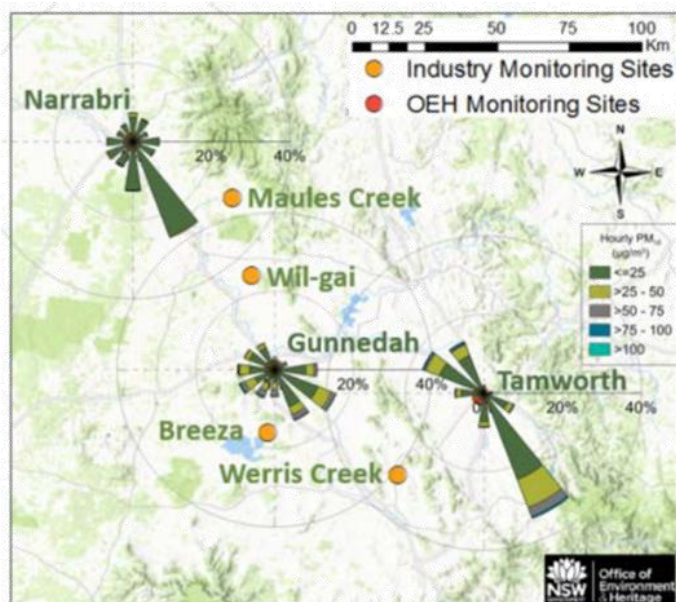 0 12.5 25 50 75 100
Km
Industry Monitoring Sites
OEH Monitoring Sites
Narrabri
20% 40%
N
W E
S
Maules Creek
Hourly PM₁₀
(µg/m³)
<=25
>25 - 50
>50 - 75
>75 - 100
>100
Wil-gai
Gunnedah
20% 40%
Tamworth
20% 40%
Breeza
Werris Creek
NSW
Office of
Environment
& Heritage